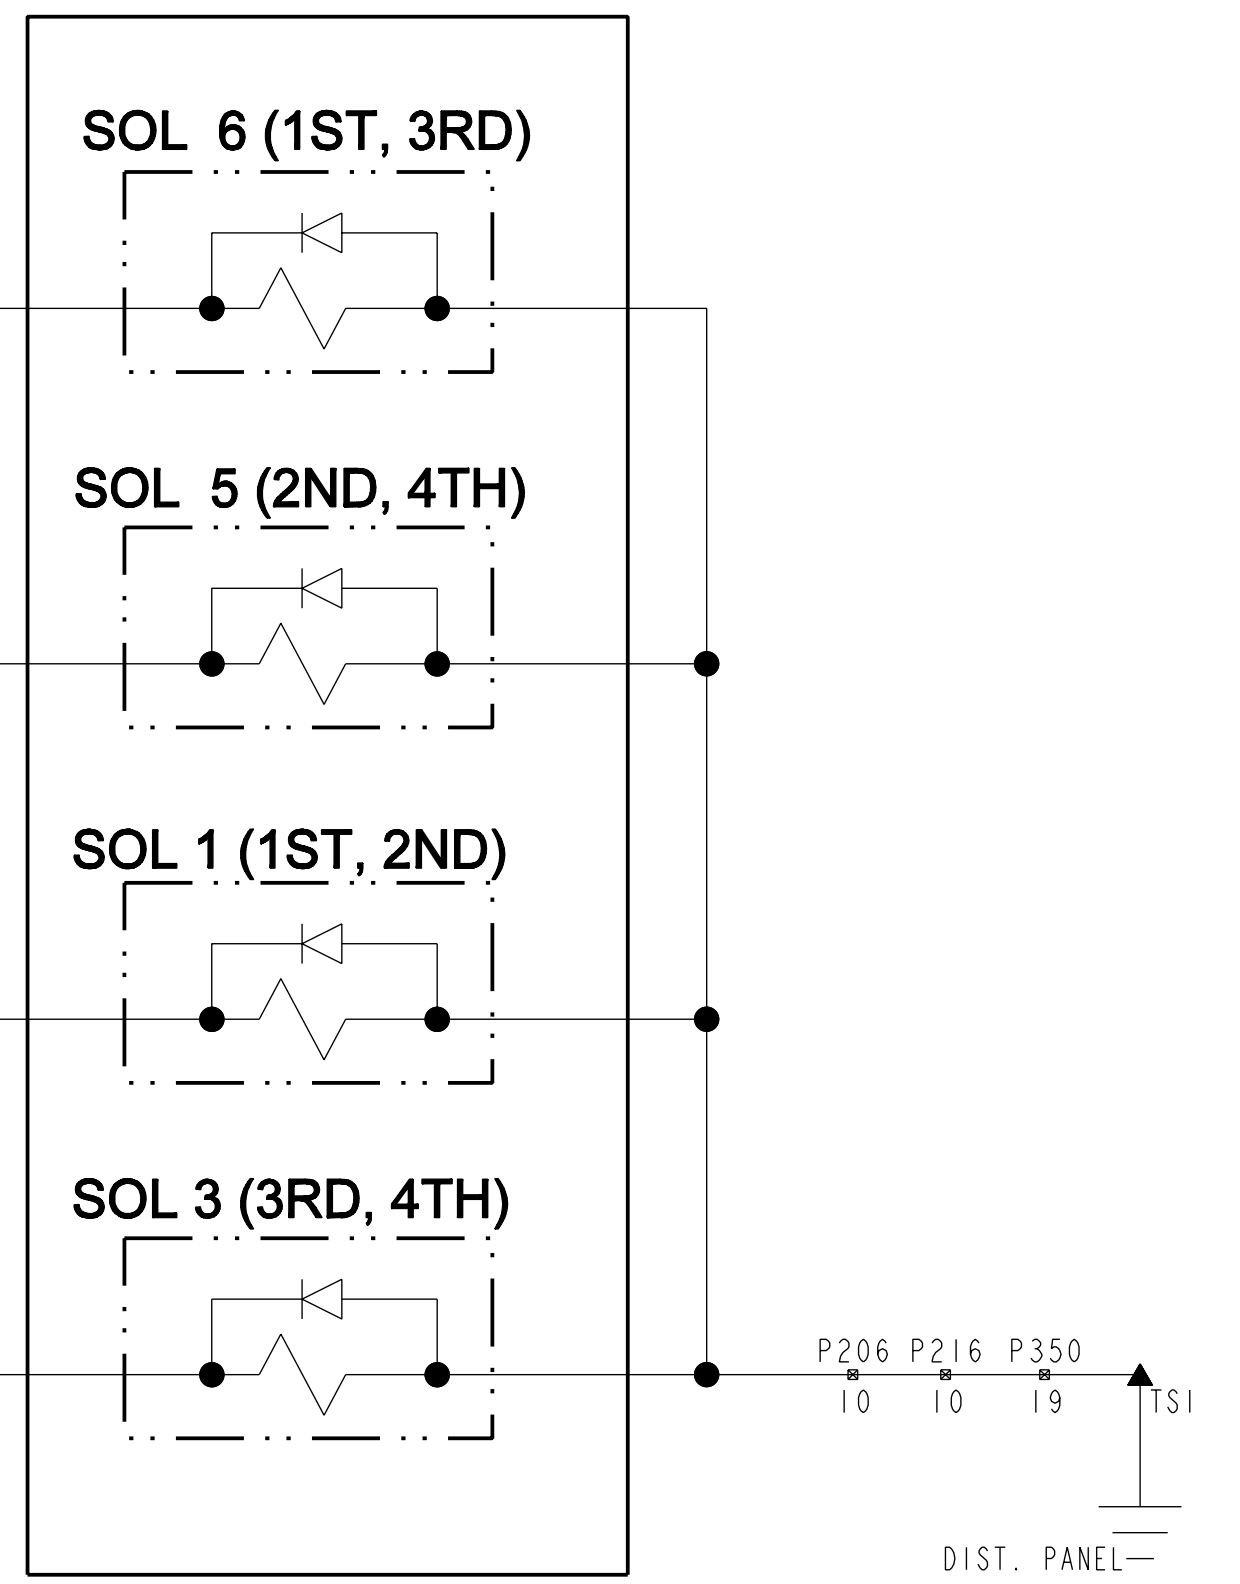 SOL 6 (1ST, 3RD)
SOL 5 (2ND, 4TH)
SOL 1 (1ST, 2ND)
SOL 3 (3RD, 4TH)
P206 P216 P350
10 10 19
TS1
DIST. PANEL